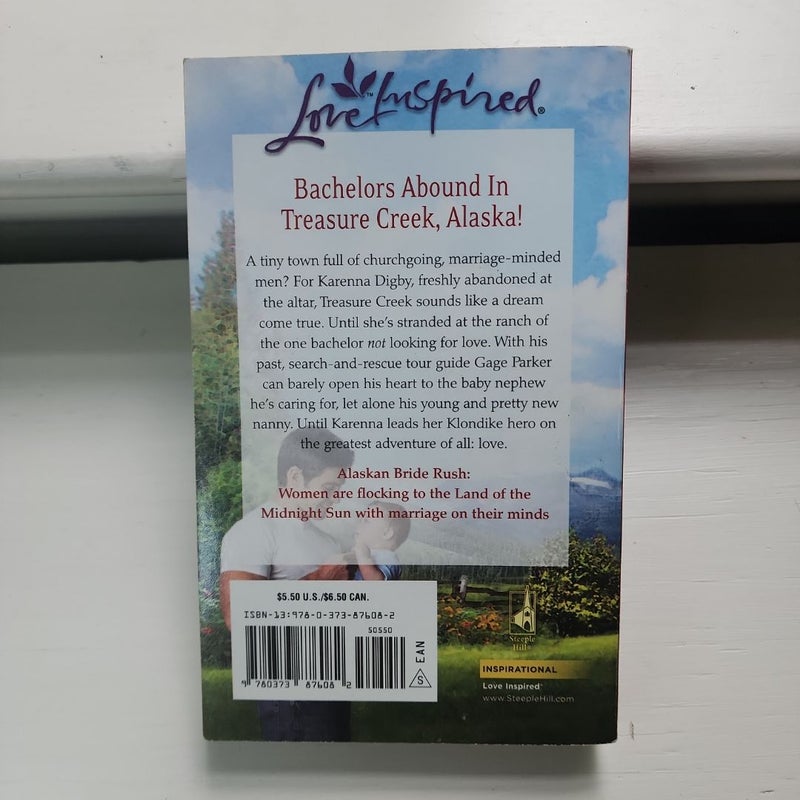 Love Inspired®
Bachelors Abound In
Treasure Creek, Alaska!
A tiny town full of churchgoing, marriage-minded
men? For Karenna Digby, freshly abandoned at
the altar, Treasure Creek sounds like a dream
come true. Until she's stranded at the ranch of
the one bachelor not looking for love. With his
past, search-and-rescue tour guide Gage Parker
can barely open his heart to the baby nephew
he's caring for, let alone his young and pretty new
nanny. Until Karenna leads her Klondike hero on
the greatest adventure of all: love.
Alaskan Bride Rush:
Women are flocking to the Land of the
Midnight Sun with marriage on their minds
$5.50 U.S./$6.50 CAN.
ISBN-13:978-0-373-87608-2
50550
EAN
S
9 780373 87608 2
Steeple
Hill®
INSPIRATIONAL
Love Inspired™
www.SteepleHill.com